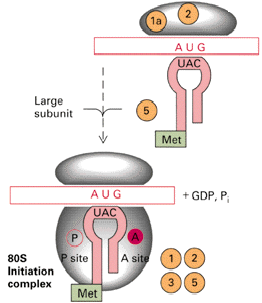 1a 2
AUG
UAC
Large
subunit
5
Met
AUG
+ GDP, Pi
UAC
P A
P site A site
80S
Initiation
complex
1 2
3 5
Met